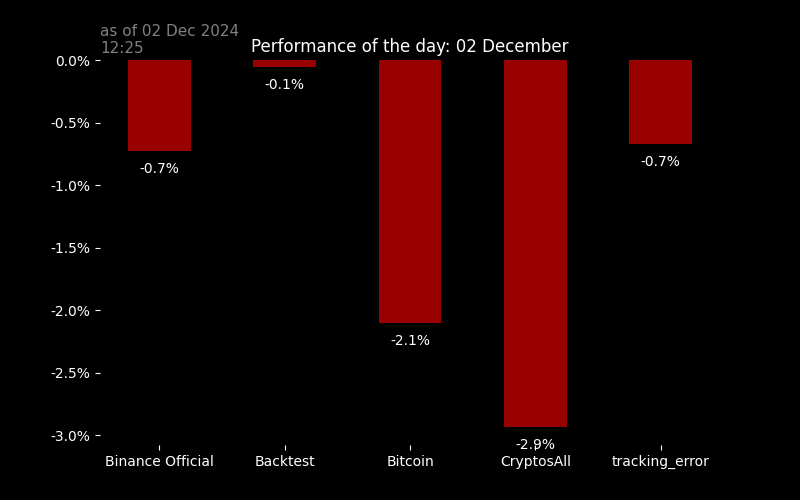 as of 02 Dec 2024
12:25
Performance of the day: 02 December
0.0%
-0.5%
-1.0%
-1.5%
-2.0%
-2.5%
-3.0%
-0.7%
-0.1%
-2.1%
-2.9%
-0.7%
Binance Official
Backtest
Bitcoin
CryptosAll
tracking_error